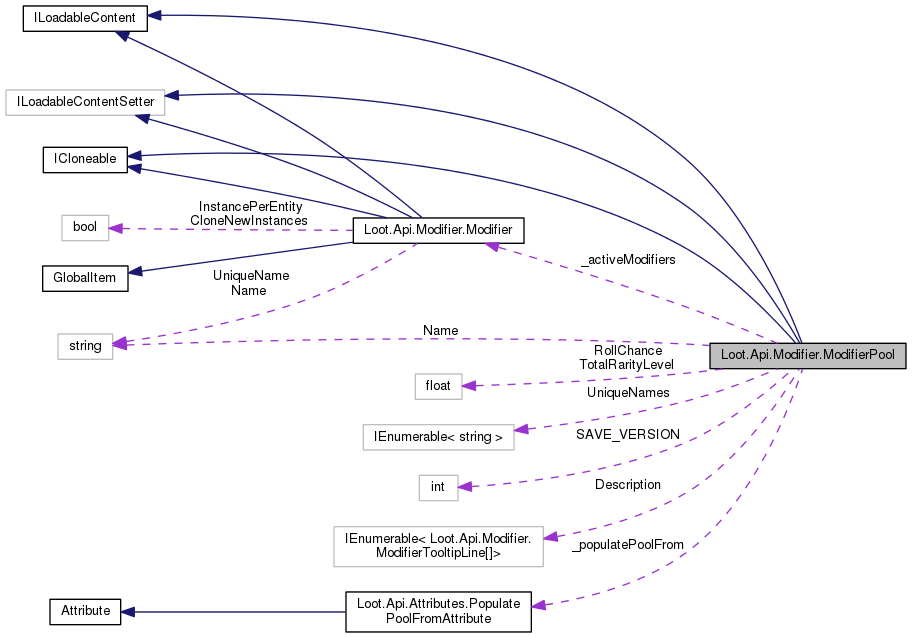 ILoadableContent
ILoadableContentSetter
ICloneable
InstancePerEntity
CloneNewInstances
bool
Loot.Api.Modifier.Modifier
_activeModifiers
GlobalItem
UniqueName
Name
string
Name
Loot.Api.Modifier.ModifierPool
RollChance
TotalRarityLevel
float
UniqueNames
IEnumerable< string >
SAVE_VERSION
int
Description
IEnumerable< Loot.Api.Modifier.
ModifierTooltipLine[]>
_populatePoolFrom
Attribute
Loot.Api.Attributes.Populate
PoolFromAttribute